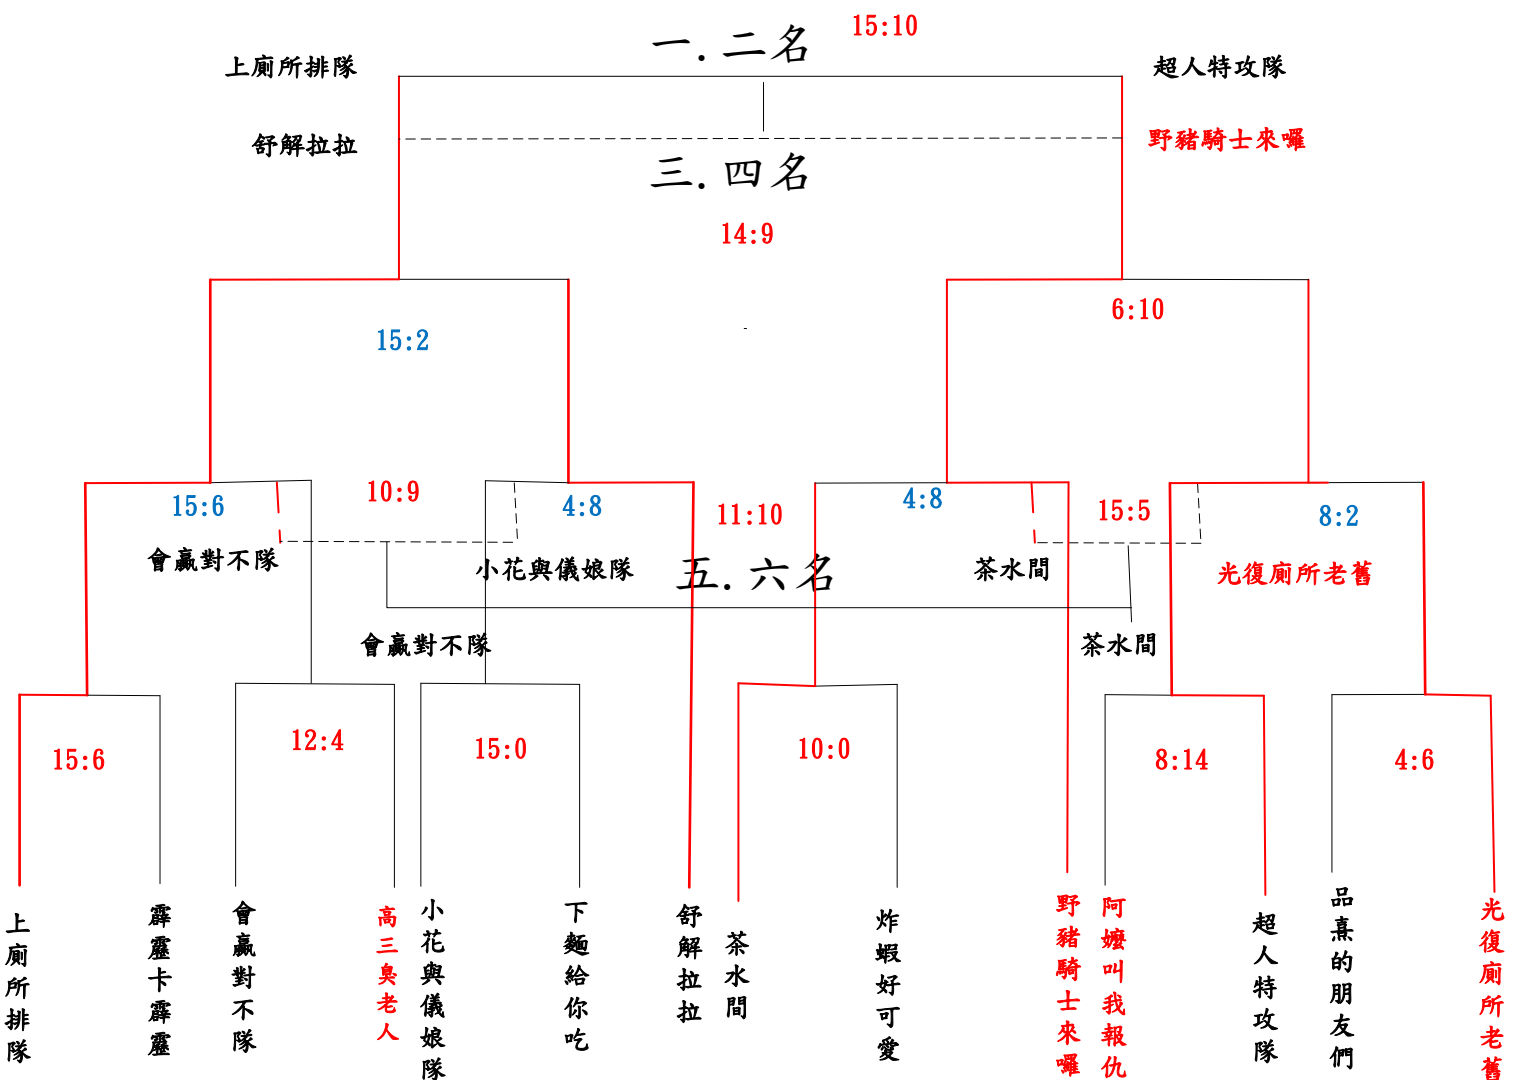 15:10
一.二名
上廁所排隊
超人特攻隊
舒解拉拉
野豬騎士來囉
三.四名
14:9
6:10
15:2
10:9
15:6
4:8
11:10
4:8
15:5
8:2
會贏對不隊
小花與儀娘隊
五.六名
茶水間
光復廁所老舊
會贏對不隊
茶水間
15:6
12:4
15:0
10:0
8:14
4:6
上廁所排隊
霹靂卡霹靂
會贏對不隊
高三臭老人
小花與儀娘隊
下麵給你吃
舒解拉拉
茶水間
炸蝦好可愛
野豬騎士來囉
阿嬤叫我報仇
超人特攻隊
品熹的朋友們
光復廁所老舊